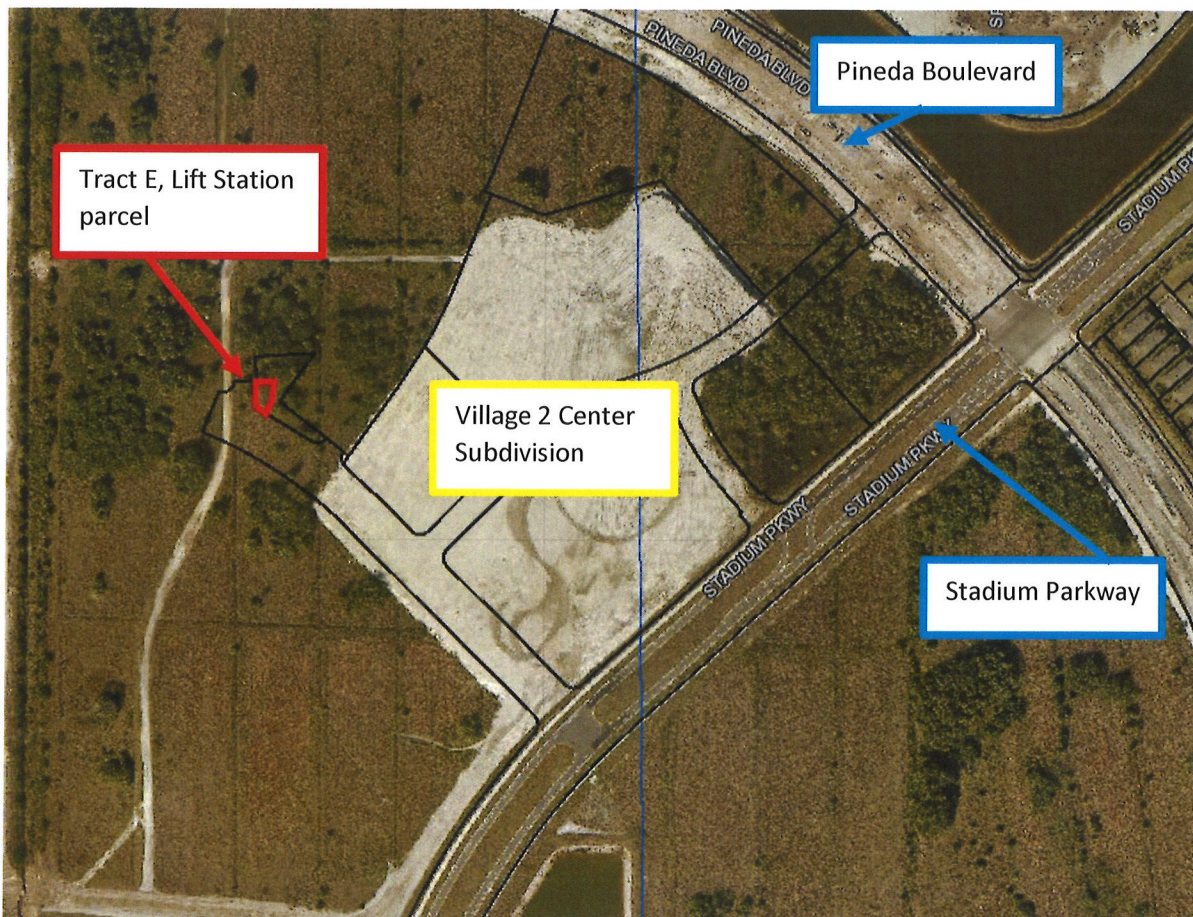 PINEDA BLVD
PINEDA BLVD
Pineda Boulevard
Tract E, Lift Station
parcel
STADIUM P
Village 2 Center
Subdivision
STADIUM PKWY
STADIUM PKWY
Stadium Parkway